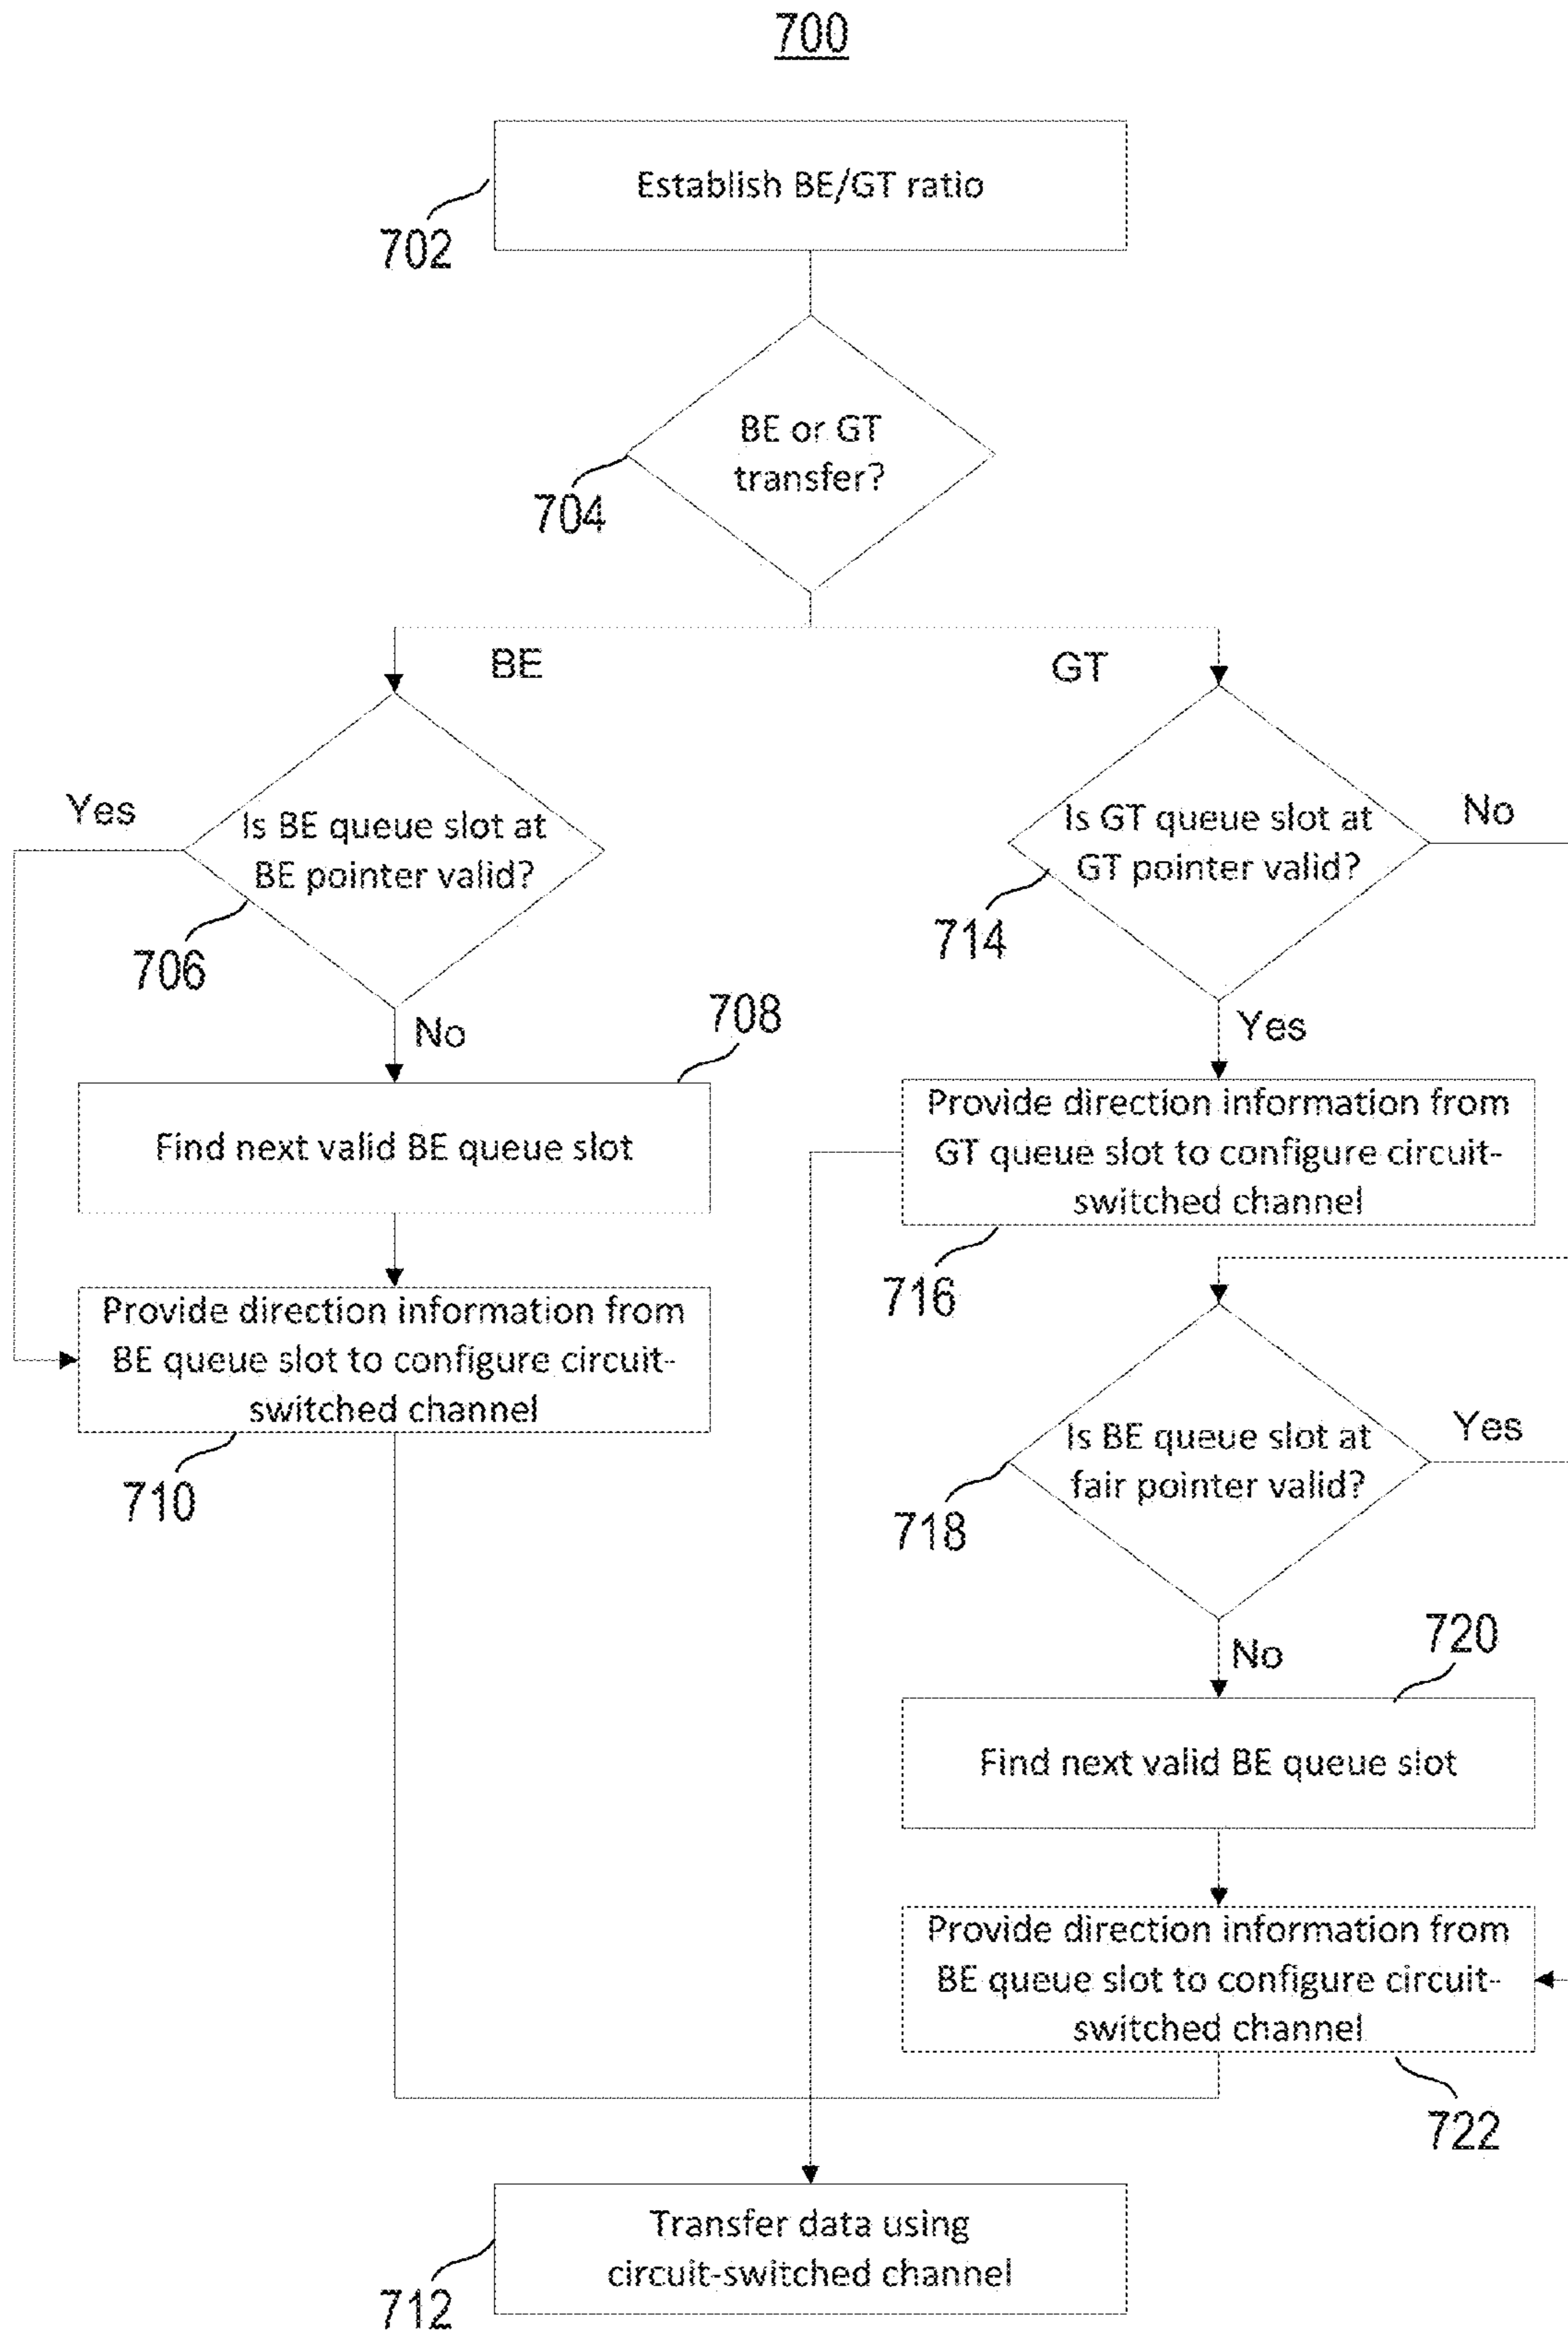 700
Establish BE/GT ratio
702
BE or GT
transfer?
704
BE
GT
Yes
Is BE queue slot at
BE pointer valid?
706
No
Is GT queue slot at
GT pointer valid?
714
No
Yes
708
Find next valid BE queue slot
Provide direction information from
GT queue slot to configure circuit-
switched channel
716
Provide direction information from
BE queue slot to configure circuit-
switched channel
710
Is BE queue slot at
fair pointer valid?
Yes
718
No
720
Find next valid BE queue slot
Provide direction information from
BE queue slot to configure circuit-
switched channel
722
Transfer data using
circuit-switched channel
712